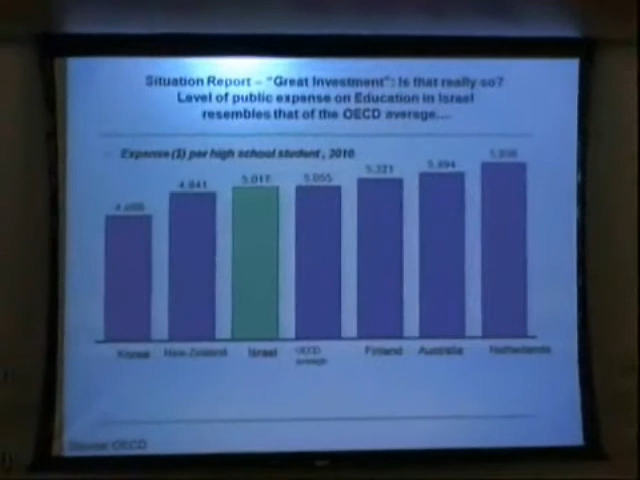 Situation Report – "Great Investment": Is that really so?
Level of public expense on Education in Israel
resembles that of the OECD average...
Expense ($) per high school student, 2010
4.841
5.017
5.055
5.321
5.494
Korea
New-Zealand
Israel
OECD
average
Finland
Australia
Netherlands
Source: OECD